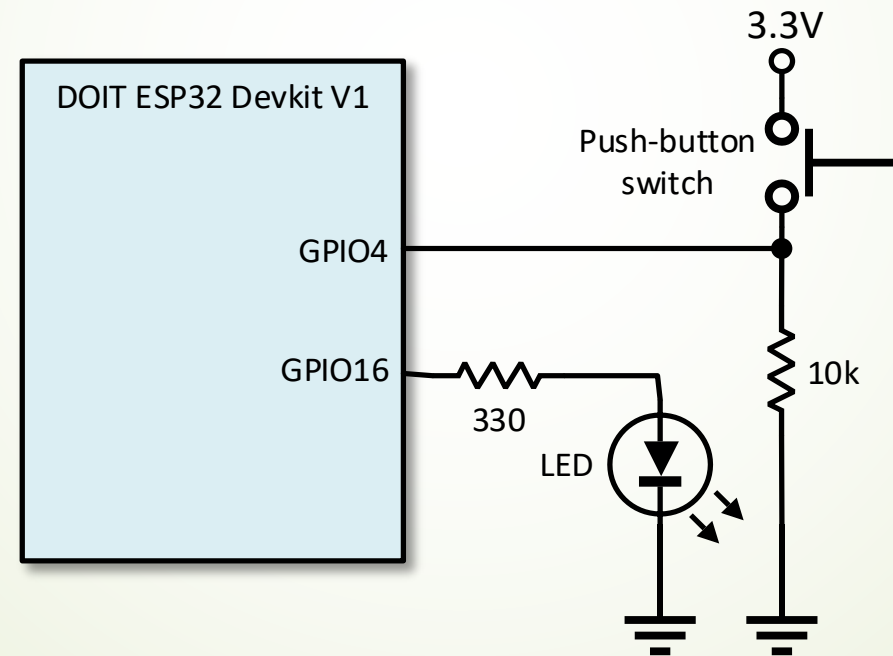 3.3V
DOIT ESP32 Devkit V1
Push-button
switch
GPIO4
GPIO16
10k
330
LED